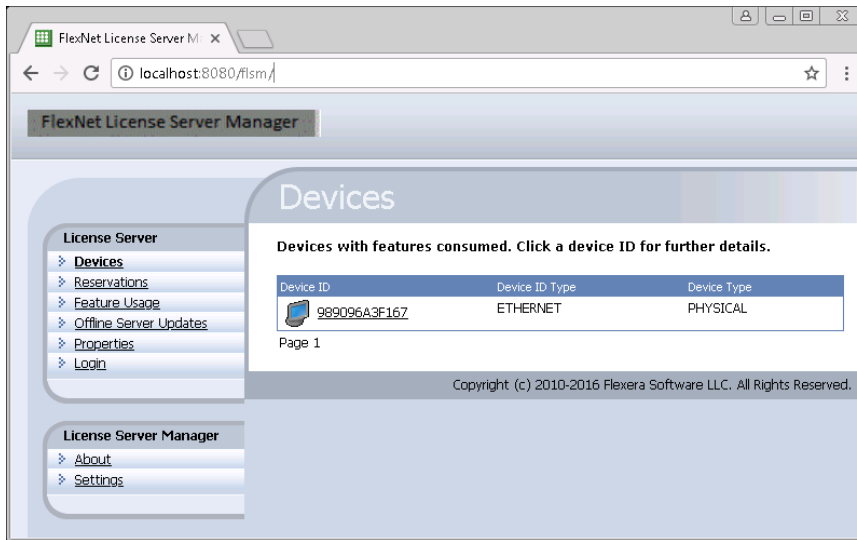 FlexNet License Server M
localhost:8080/flsm/
FlexNet License Server Manager
Devices
License Server
Devices
Reservations
Feature Usage
Offline Server Updates
Properties
Login
License Server Manager
About
Settings
Devices with features consumed. Click a device ID for further details.
Device ID Device ID Type Device Type
989096A3F167 ETHERNET PHYSICAL
Page 1
Copyright (c) 2010-2016 Flexera Software LLC. All Rights Reserved.